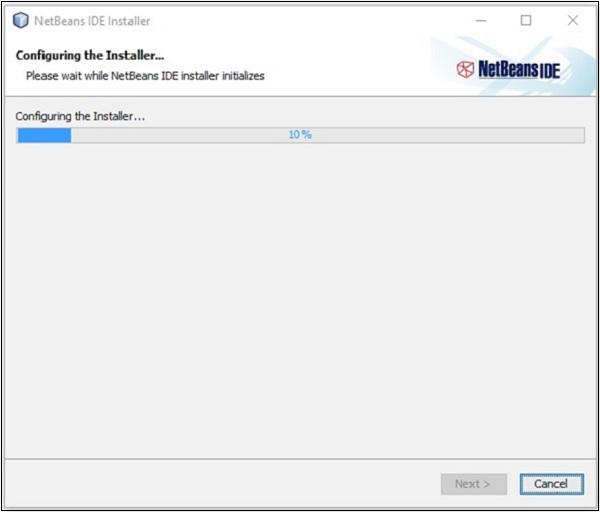 NetBeans IDE Installer
Configuring the Installer...
Please wait while NetBeans IDE installer initializes
NetBeans IDE
Configuring the Installer...
10%
Next >
Cancel